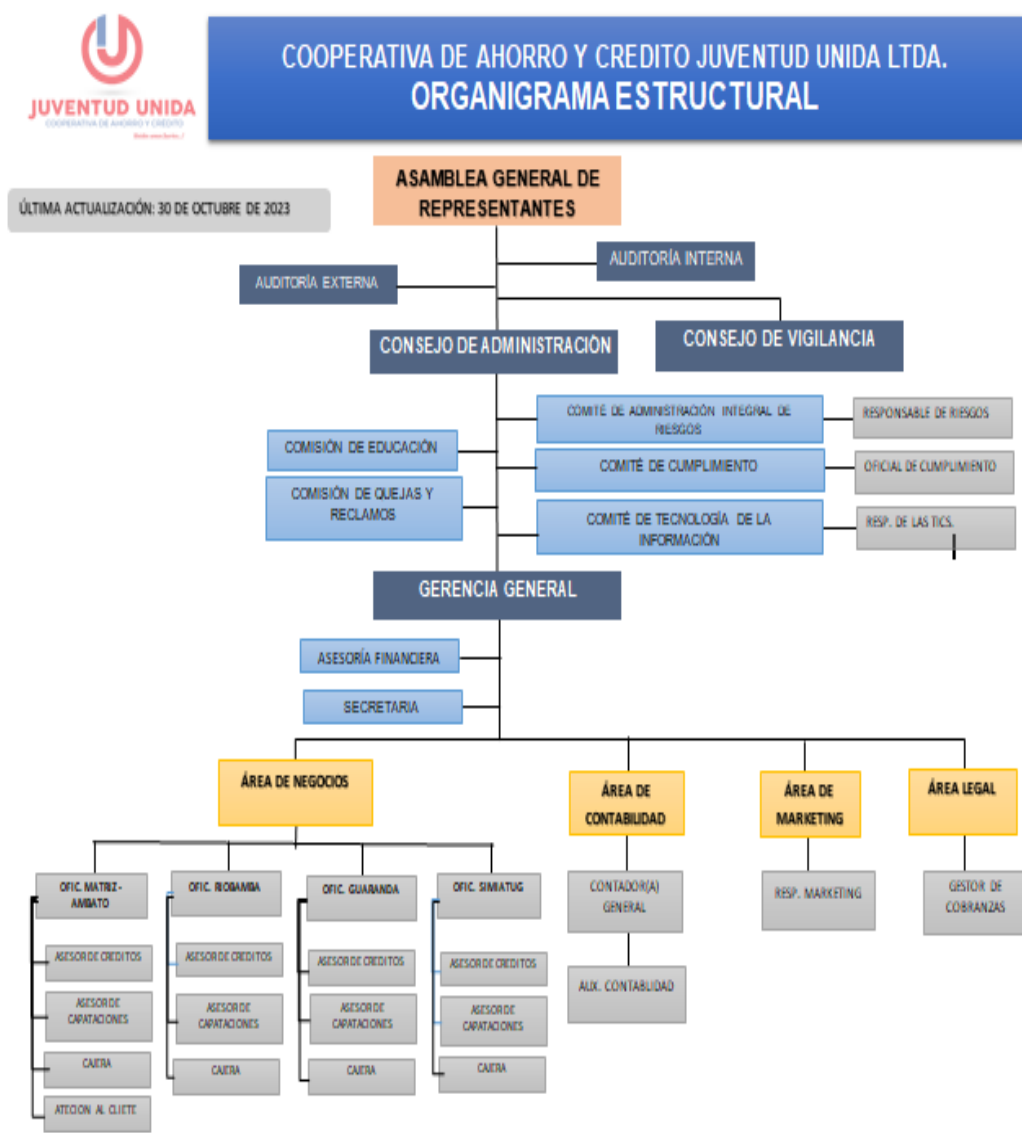 JUVENTUD UNIDA
COOPERATIVA DE AHORRO Y CRÉDITO
COOPERATIVA DE AHORRO Y CREDITO JUVENTUD UNIDA LTDA.
ORGANIGRAMA ESTRUCTURAL
ÚLTIMA ACTUALIZACIÓN: 30 DE OCTUBRE DE 2023
ASAMBLEA GENERAL DE
REPRESENTANTES
AUDITORÍA INTERNA
AUDITORÍA EXTERNA
CONSEJO DE ADMINISTRACIÓN
CONSEJO DE VIGILANCIA
COMITÉ DE ADMINISTRACIÓN INTEGRAL DE
RIESGOS
RESPONSABLE DE RIESGOS
COMISIÓN DE EDUCACIÓN
COMITÉ DE CUMPLIMIENTO
OFICIAL DE CUMPLIMIENTO
COMISIÓN DE QUEJAS Y
RECLAMOS
COMITÉ DE TECNOLOGÍA DE LA
INFORMACIÓN
RESP. DE LAS TICS.
GERENCIA GENERAL
ASESORÍA FINANCIERA
SECRETARIA
ÁREA DE NEGOCIOS
ÁREA DE
CONTABILIDAD
ÁREA DE
MARKETING
ÁREA LEGAL
OFIC. MATRIZ -
AMBATO
OFIC. RIOBAMBA
OFIC. GUARANDA
OFIC. SIMIATUG
CONTADOR(A)
GENERAL
RESP. MARKETING
GESTOR DE
COBRANZAS
ASESOR DE CREDITOS
ASESOR DE CREDITOS
ASESOR DE CREDITOS
ASESOR DE CREDITOS
AUX. CONTABLIDAD
ASESOR DE
CAPATACIONES
ASESOR DE
CAPATACIONES
ASESOR DE
CAPATACIONES
ASESOR DE
CAPATACIONES
CAJERA
CAJERA
CAJERA
CAJERA
ATECION AL CLIETE